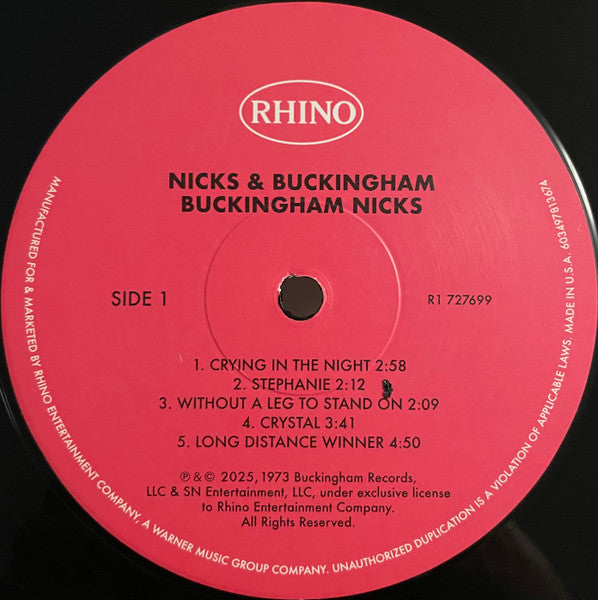 RHINO
NICKS & BUCKINGHAM
BUCKINGHAM NICKS
SIDE 1
R1 727699
1. CRYING IN THE NIGHT 2:58
2. STEPHANIE 2:12
3. WITHOUT A LEG TO STAND ON 2:09
4. CRYSTAL 3:41
5. LONG DISTANCE WINNER 4:50
℗ & © 2025, 1973 Buckingham Records,
LLC & SN Entertainment, LLC, under exclusive license
to Rhino Entertainment Company.
All Rights Reserved.
MANUFACTURED FOR & MARKETED BY RHINO ENTERTAINMENT COMPANY, A WARNER MUSIC GROUP COMPANY. UNAUTHORIZED DUPLICATION IS A VIOLATION OF APPLICABLE LAWS. MADE IN U.S.A. 60349781367A